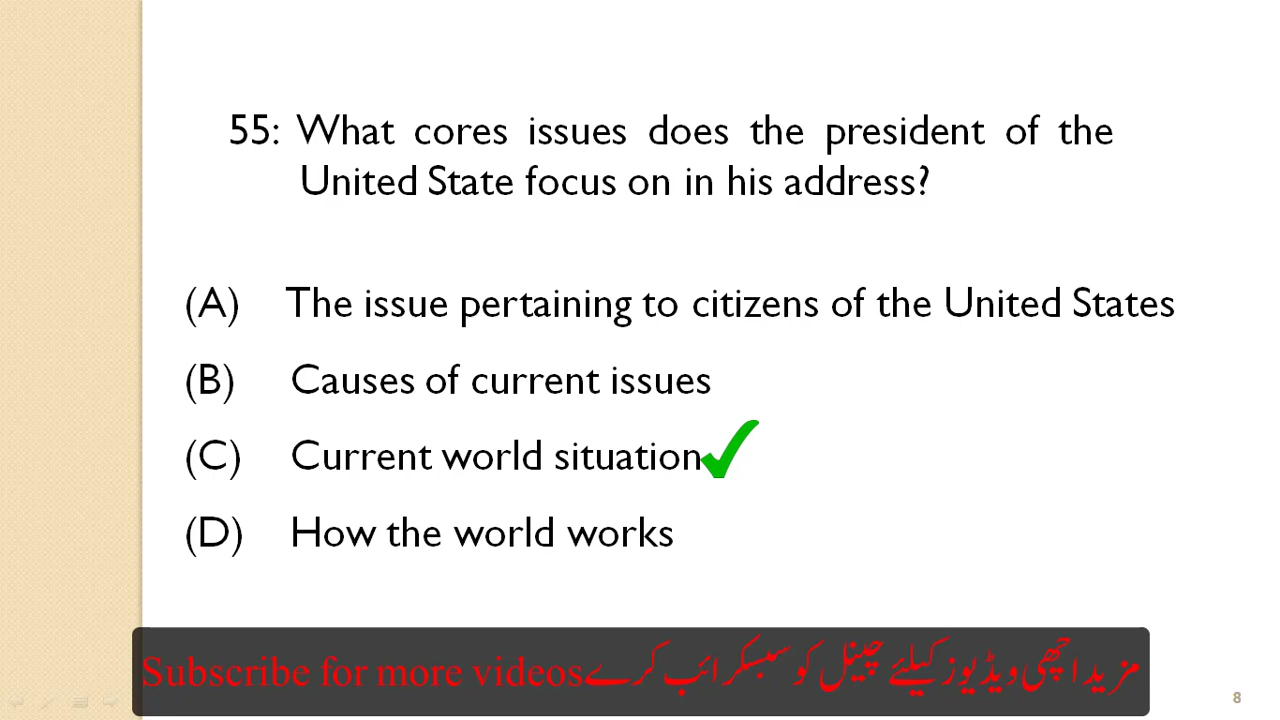 55: What cores issues does the president of the
United State focus on in his address?
(A) The issue pertaining to citizens of the United States
(B) Causes of current issues
(C) Current world situation
(D) How the world works
Subscribe for more videos مزید اچھی ویڈیوز کیلئے چینل کو سبسکرائب کرے
8